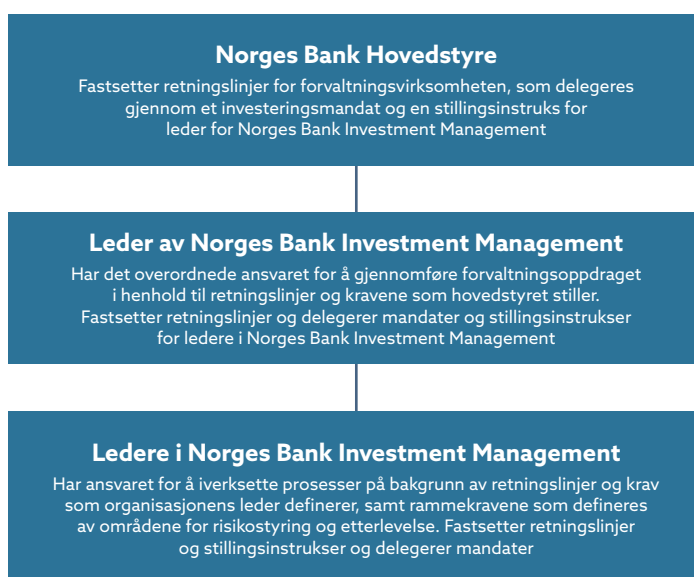 Norges Bank Hovedstyre
Fastsetter retningslinjer for forvaltningsvirksomheten, som delegeres
gjennom et investeringsmandat og en stillingsinstruks for
leder for Norges Bank Investment Management
Leder av Norges Bank Investment Management
Har det overordnede ansvaret for å gjennomføre forvaltningsoppdraget
i henhold til retningslinjer og kravene som hovedstyret stiller.
Fastsetter retningslinjer og delegerer mandater og stillingsinstrukser
for ledere i Norges Bank Investment Management
Ledere i Norges Bank Investment Management
Har ansvaret for å iverksette prosesser på bakgrunn av retningslinjer og krav
som organisasjonens leder definerer, samt rammekravene som defineres
av områdene for risikostyring og etterlevelse. Fastsetter retningslinjer
og stillingsinstrukser og delegerer mandater